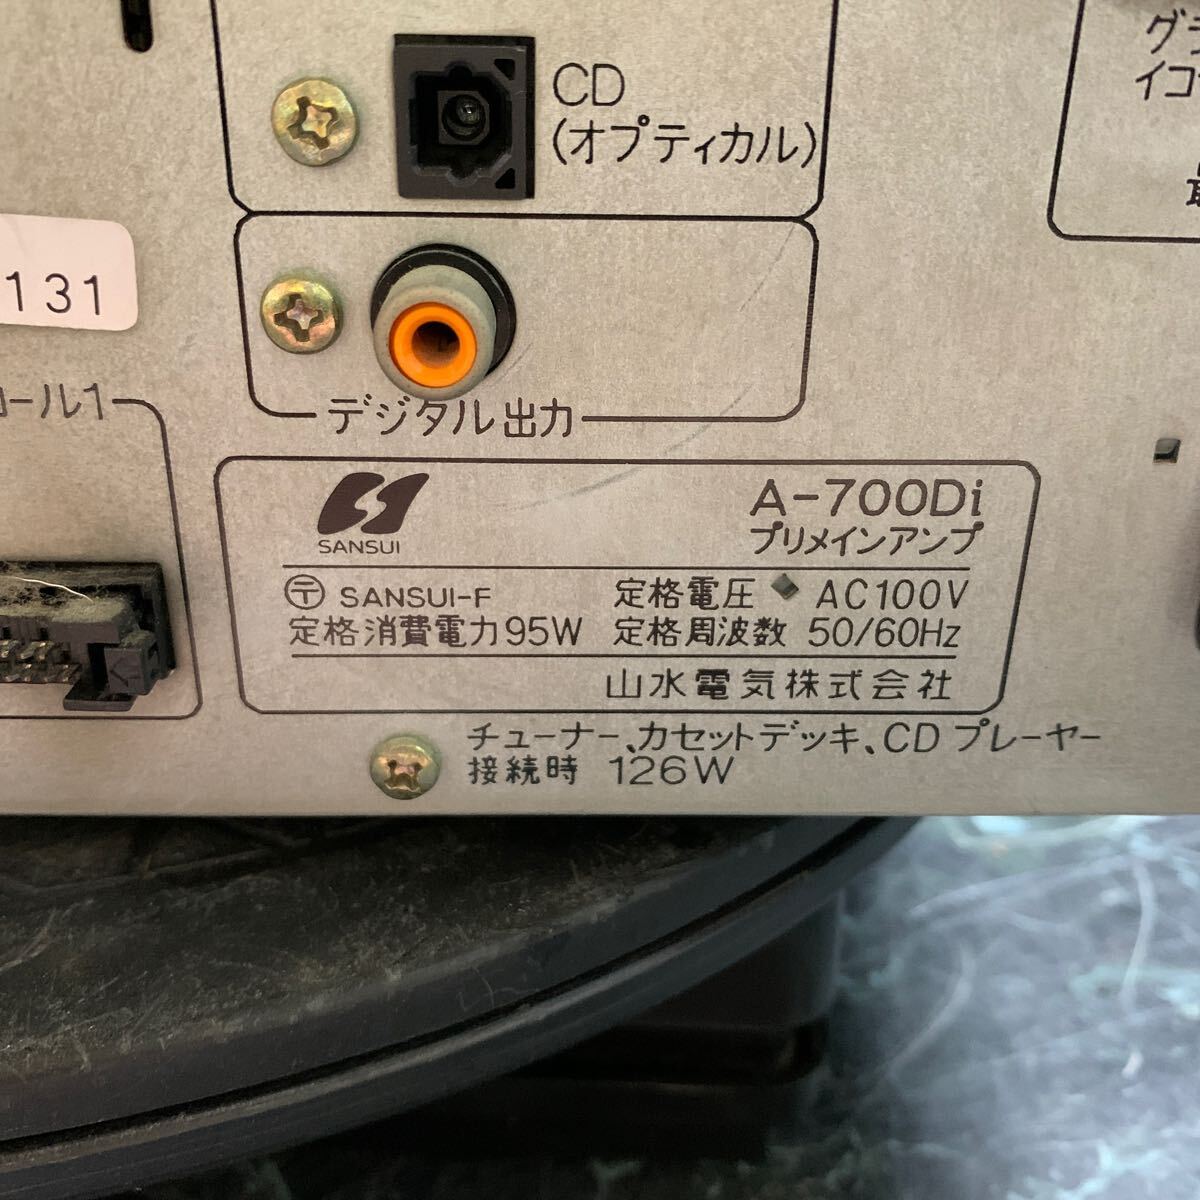 CD
(オプティカル)
131
コール1
デジタル出力
SANSUI
A-700Di
プリメインアンプ
〒 SANSUI-F
定格電圧 AC100V
定格消費電力95W
定格周波数 50/60Hz
山水電気株式会社
チューナー、カセットデッキ、CD プレーヤー
接続時 126W